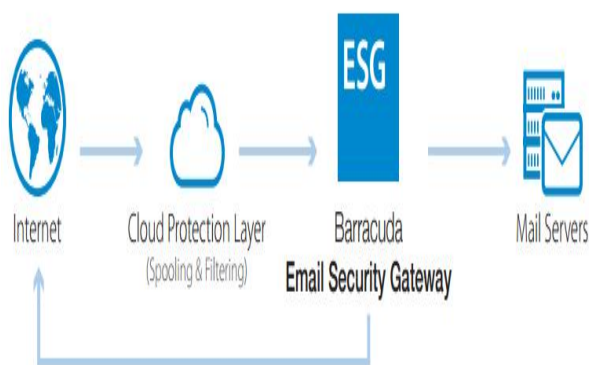 ESG
Internet
Cloud Protection Layer
(Spooling & Filtering)
Barracuda
Email Security Gateway
Mail Servers